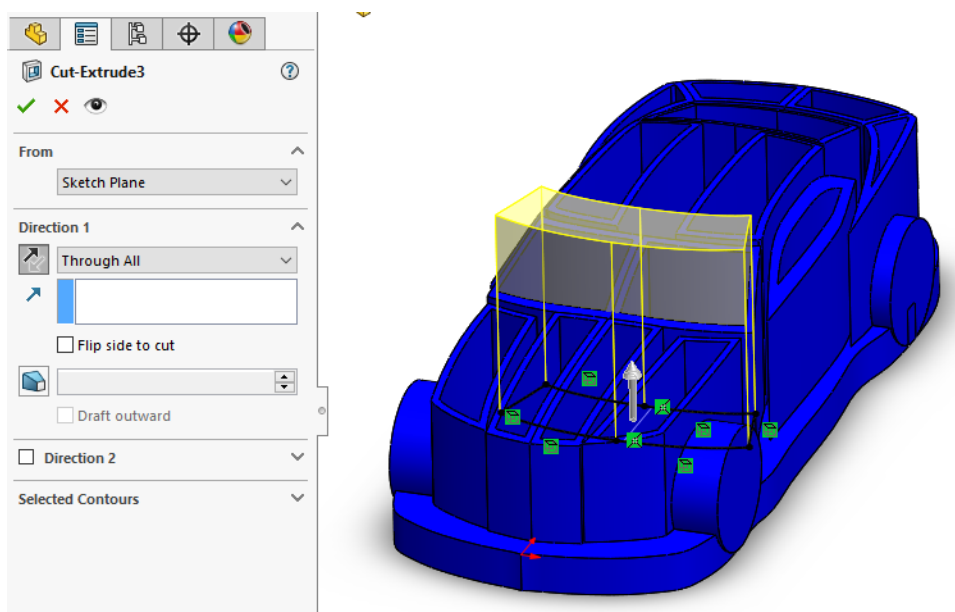 Cut-Extrude3
From
Sketch Plane
Direction 1
Through All
Flip side to cut
Draft outward
Direction 2
Selected Contours